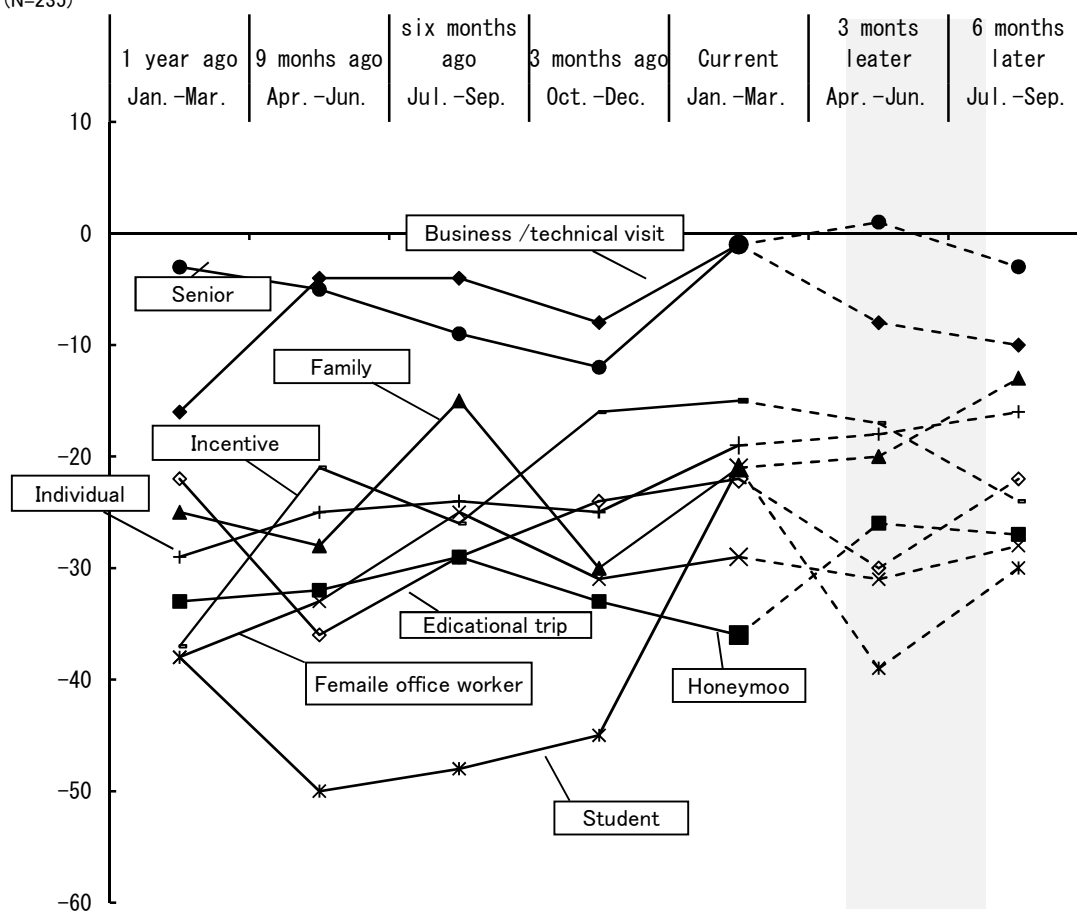 (N=235)
1 year ago
Jan.-Mar.
9 monhs ago
Apr.-Jun.
six months
ago
Jul.-Sep.
3 months ago
Oct.-Dec.
Current
Jan.-Mar.
3 monts
leater
Apr.-Jun.
6 months
later
Jul.-Sep.
10
0
-10
-20
-30
-40
-50
-60
Business /technical visit
Senior
Family
Incentive
Individual
Edicational trip
Femaile office worker
Honeymoo
Student